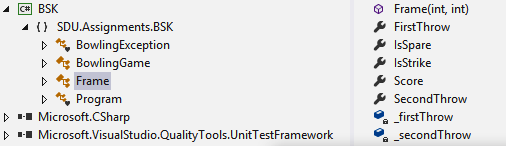 BSK
SDU.Assignments.BSK
BowlingException
BowlingGame
Frame
Program
Microsoft.CSharp
Microsoft.VisualStudio.QualityTools.UnitTestFramework
Frame(int, int)
FirstThrow
IsSpare
IsStrike
Score
SecondThrow
_firstThrow
_secondThrow